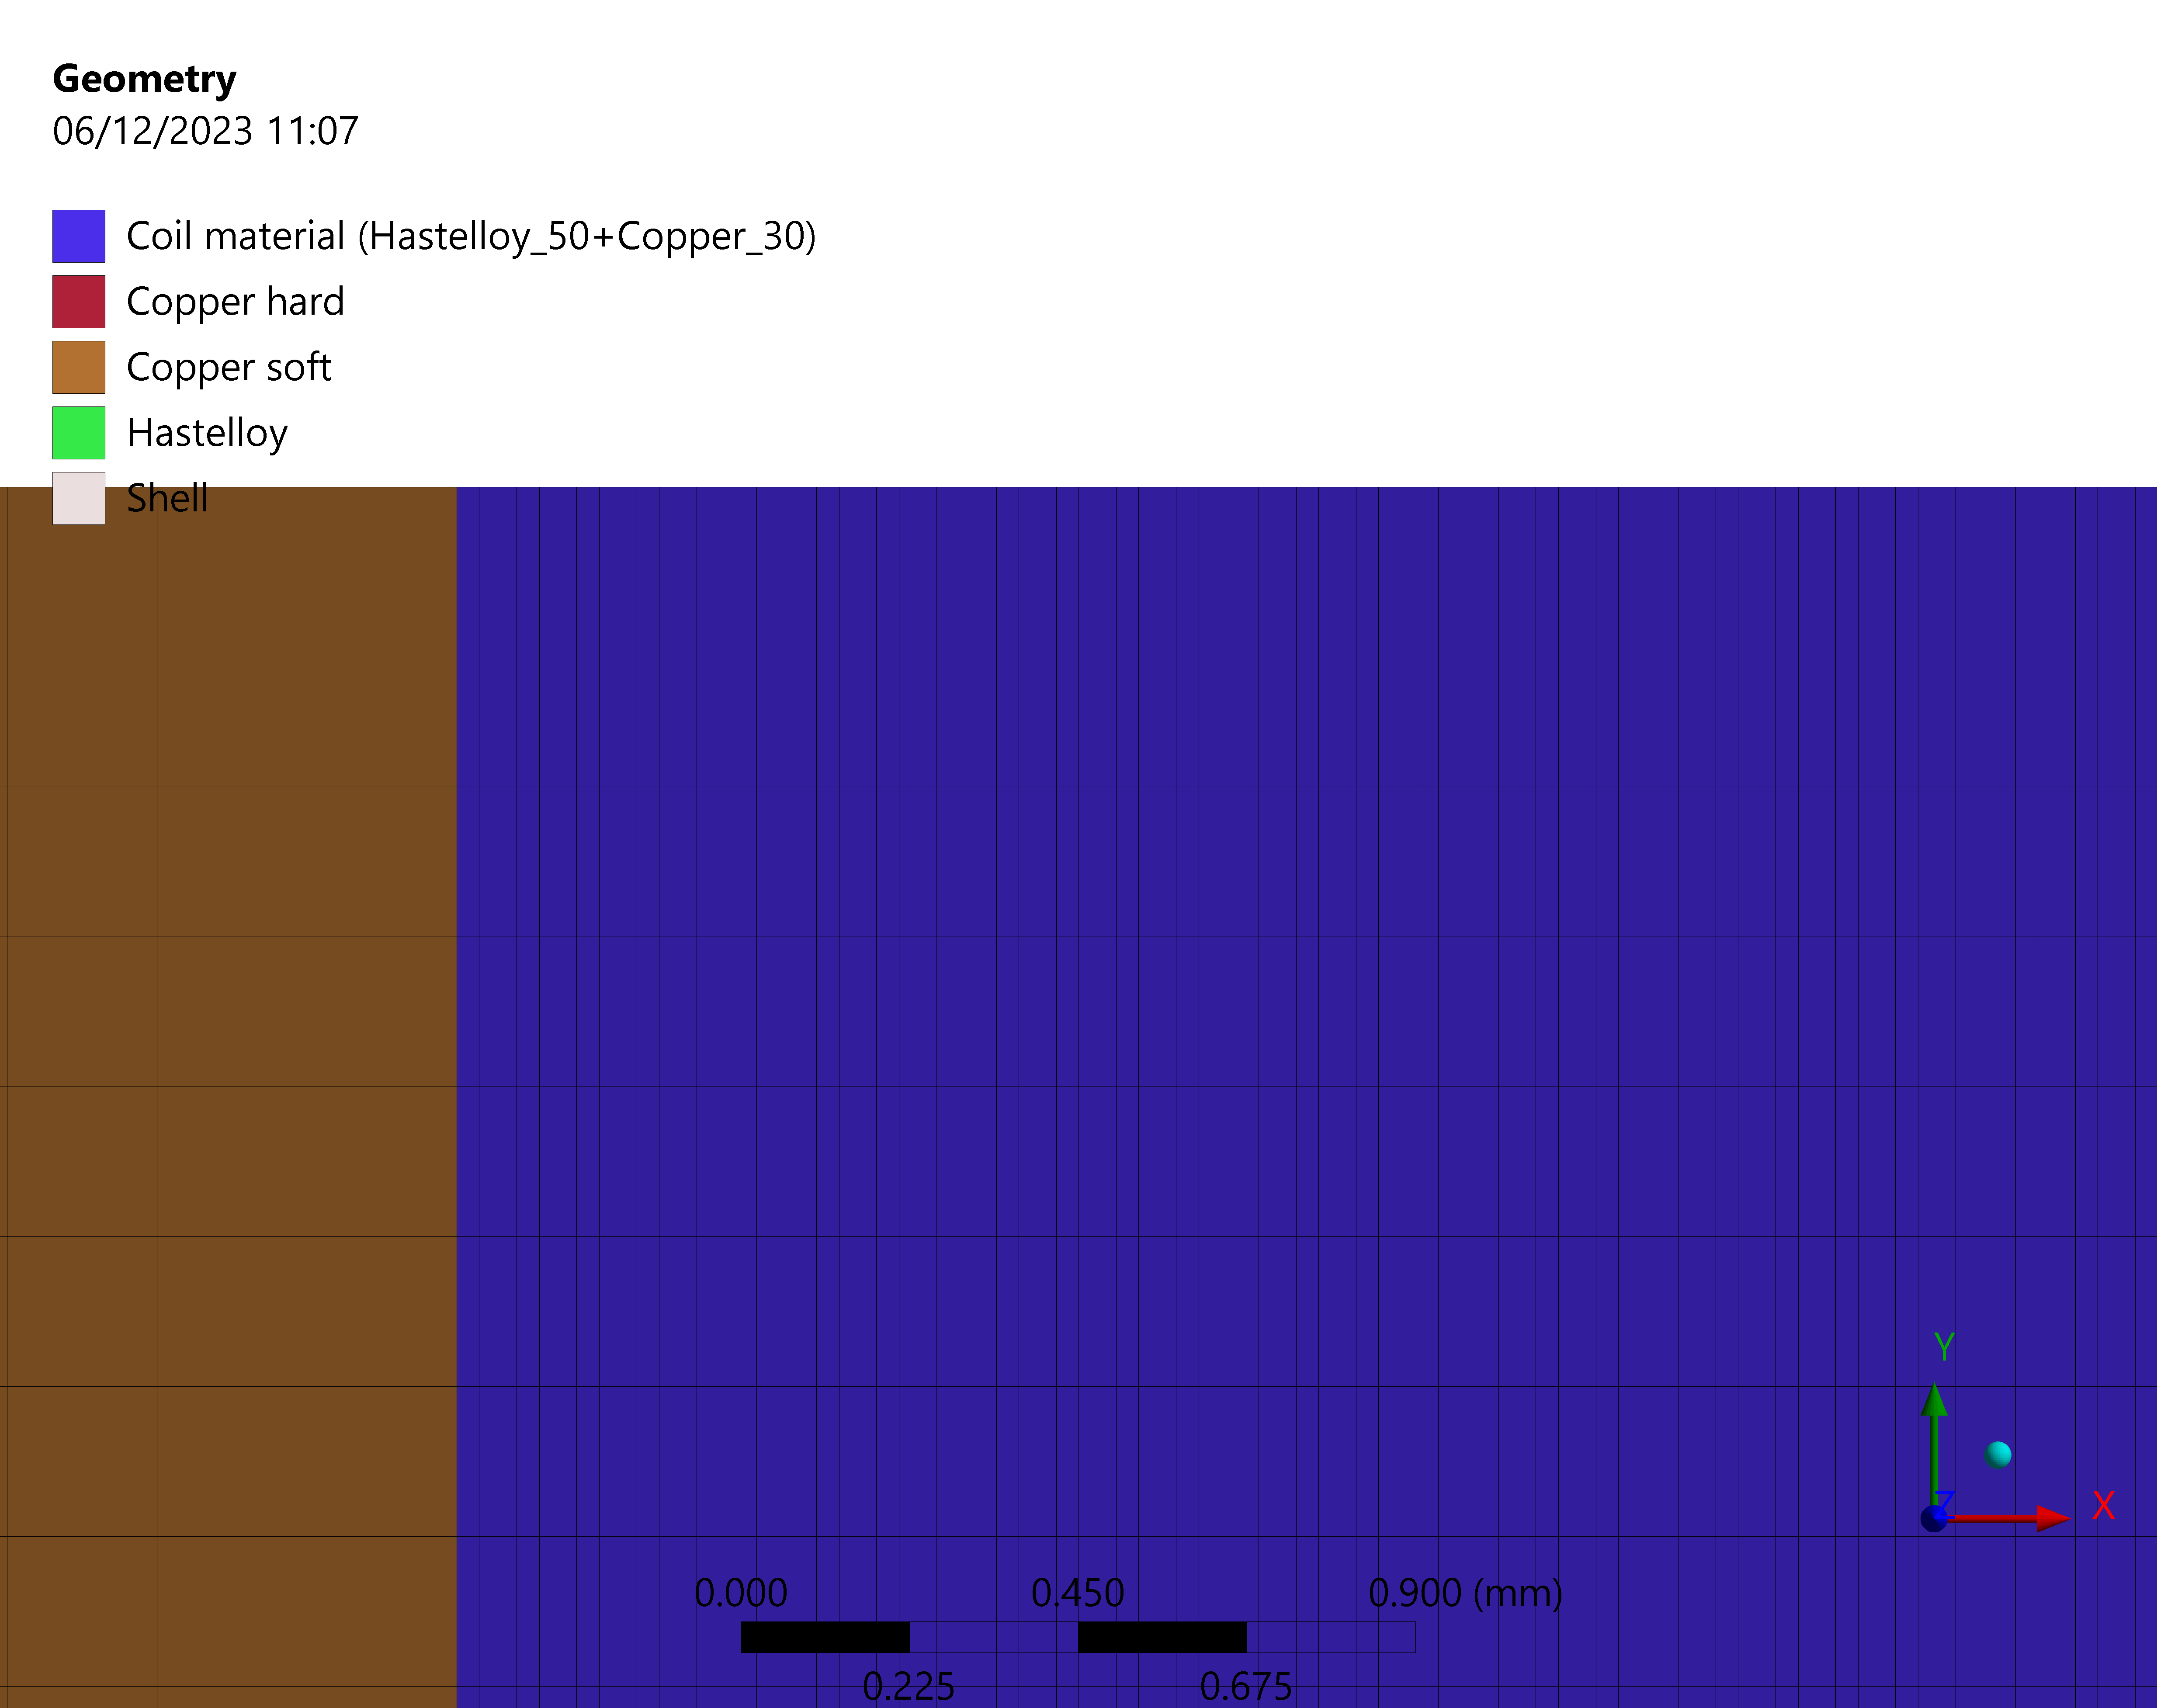 Geometry
06/12/2023 11:07
Coil material (Hastelloy_50+Copper_30)
Copper hard
Copper soft
Hastelloy
Shell
Y
Z
X
0.000 0.450 0.900 (mm)
0.225 0.675